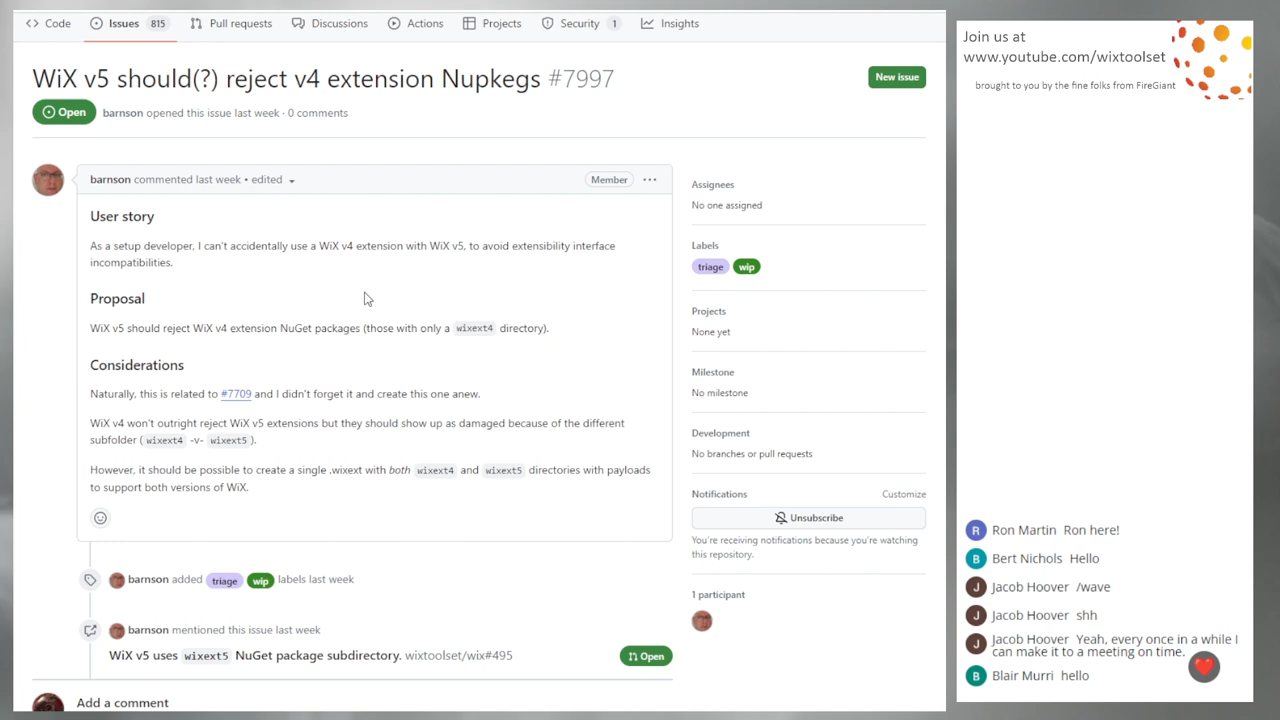 Code
Issues 815
Pull requests
Discussions
Actions
Projects
Security 1
Insights
WiX v5 should(?) reject v4 extension Nupkegs #7997
New issue
Open
barnson opened this issue last week · 0 comments
barnson commented last week • edited
Member
User story
As a setup developer, I can't accidentally use a WiX v4 extension with WiX v5, to avoid extensibility interface
incompatibilities.
Proposal
WiX v5 should reject WiX v4 extension NuGet packages (those with only a wixext4 directory).
Considerations
Naturally, this is related to #7709 and I didn't forget it and create this one anew.
WiX v4 won't outright reject WiX v5 extensions but they should show up as damaged because of the different
subfolder ( wixext4 -v- wixext5 ).
However, it should be possible to create a single .wixext with both wixext4 and wixext5 directories with payloads
to support both versions of WiX.
barnson added triage wip labels last week
barnson mentioned this issue last week
WiX v5 uses wixext5 NuGet package subdirectory. wixtoolset/wix#495
Open
Add a comment
Assignees
No one assigned
Labels
triage wip
Projects
None yet
Milestone
No milestone
Development
No branches or pull requests
Notifications
Customize
Unsubscribe
You're receiving notifications because you're watching
this repository.
1 participant
Join us at
www.youtube.com/wixtoolset
brought to you by the fine folks from FireGiant
R Ron Martin Ron here!
B Bert Nichols Hello
J Jacob Hoover /wave
J Jacob Hoover shh
J Jacob Hoover Yeah, every once in a while I
can make it to a meeting on time.
B Blair Murri hello